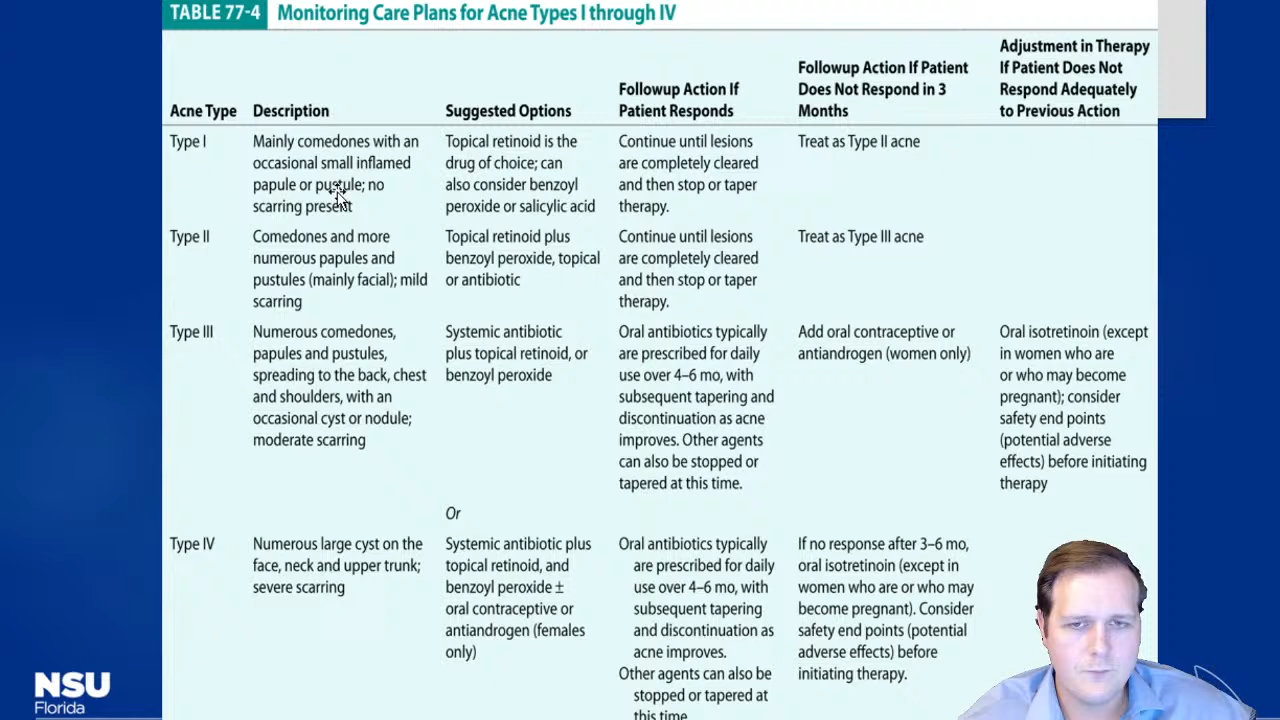 TABLE 77-4 Monitoring Care Plans for Acne Types I through IV
Acne Type
Description
Suggested Options
Followup Action If
Patient Responds
Followup Action If Patient
Does Not Respond in 3
Months
Adjustment in Therapy
If Patient Does Not
Respond Adequately
to Previous Action
Type I
Mainly comedones with an
occasional small inflamed
papule or pustule; no
scarring present
Topical retinoid is the
drug of choice; can
also consider benzoyl
peroxide or salicylic acid
Continue until lesions
are completely cleared
and then stop or taper
therapy.
Treat as Type II acne
Type II
Comedones and more
numerous papules and
pustules (mainly facial); mild
scarring
Topical retinoid plus
benzoyl peroxide, topical
or antibiotic
Continue until lesions
are completely cleared
and then stop or taper
therapy.
Treat as Type III acne
Type III
Numerous comedones,
papules and pustules,
spreading to the back, chest
and shoulders, with an
occasional cyst or nodule;
moderate scarring
Systemic antibiotic
plus topical retinoid, or
benzoyl peroxide
Oral antibiotics typically
are prescribed for daily
use over 4–6 mo, with
subsequent tapering and
discontinuation as acne
improves. Other agents
can also be stopped or
tapered at this time.
Add oral contraceptive or
antiandrogen (women only)
Oral isotretinoin (except
in women who are
or who may become
pregnant); consider
safety end points
(potential adverse
effects) before initiating
therapy
Or
Type IV
Numerous large cyst on the
face, neck and upper trunk;
severe scarring
Systemic antibiotic plus
topical retinoid, and
benzoyl peroxide ±
oral contraceptive or
antiandrogen (females
only)
Oral antibiotics typically
are prescribed for daily
use over 4–6 mo, with
subsequent tapering
and discontinuation as
acne improves.
Other agents can also be
stopped or tapered at
this time.
If no response after 3–6 mo,
oral isotretinoin (except in
women who are or who may
become pregnant). Consider
safety end points (potential
adverse effects) before
initiating therapy.
NSU
Florida